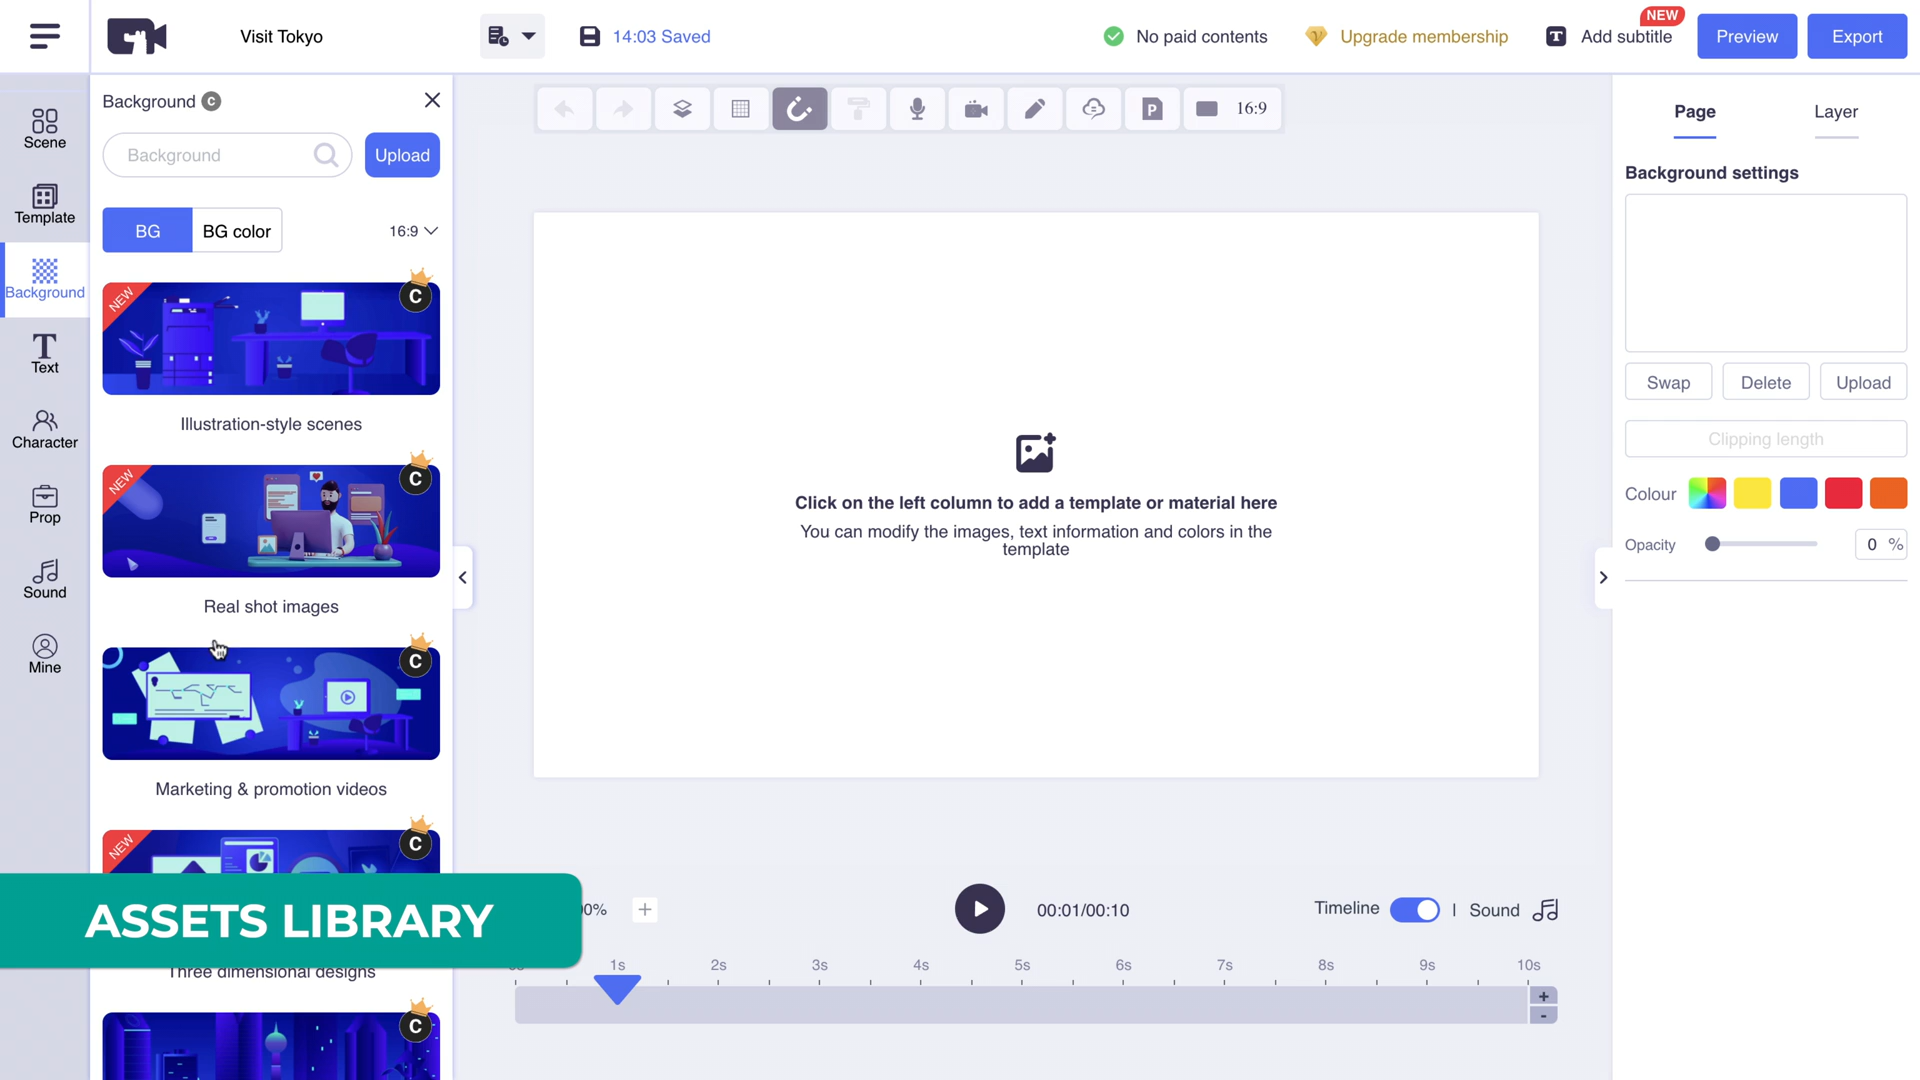 Visit Tokyo
14:03 Saved
No paid contents
Upgrade membership
NEW
Add subtitle
Preview
Export
Scene
Template
Background
Text
Character
Prop
Sound
Mine
Background C
Background
Upload
BG
BG color
16:9
NEW
C
Illustration-style scenes
NEW
C
Real shot images
C
Marketing & promotion videos
NEW
C
ASSETS LIBRARY
Three dimensional designs
C
P
16:9
Click on the left column to add a template or material here
You can modify the images, text information and colors in the
template
+
00:01/00:10
Timeline
Sound
1s
2s
3s
4s
5s
6s
7s
8s
9s
10s
+
-
Page
Layer
Background settings
Swap
Delete
Upload
Clipping length
Colour
Opacity
0 %